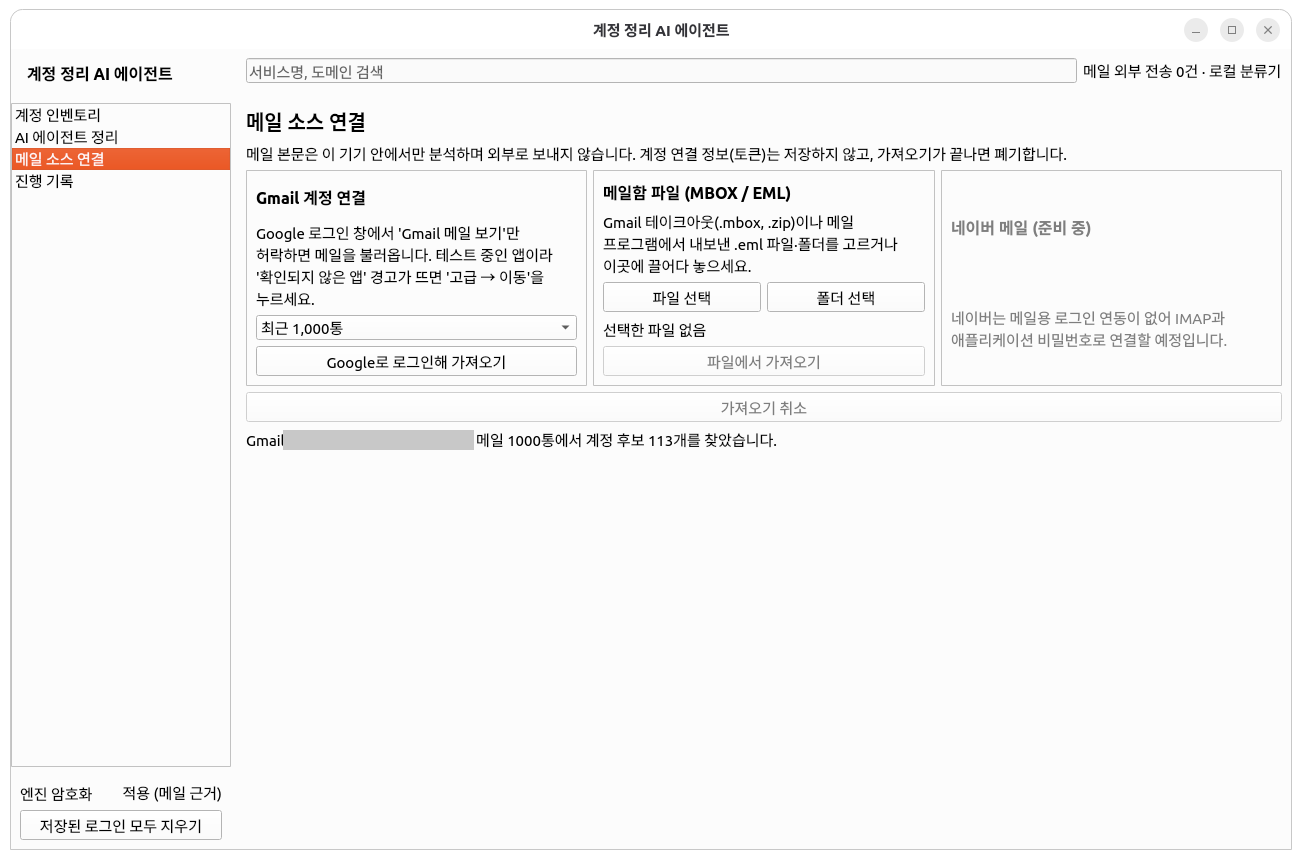 계정 정리 AI 에이전트
계정 정리 AI 에이전트
서비스명, 도메인 검색
메일 외부 전송 0건 · 로컬 분류기
계정 인벤토리
AI 에이전트 정리
메일 소스 연결
진행 기록
메일 소스 연결
메일 본문은 이 기기 안에서만 분석하며 외부로 보내지 않습니다. 계정 연결 정보(토큰)는 저장하지 않고, 가져오기가 끝나면 폐기합니다.
Gmail 계정 연결
Google 로그인 창에서 'Gmail 메일 보기'만
허락하면 메일을 불러옵니다. 테스트 중인 앱이라
'확인되지 않은 앱' 경고가 뜨면 '고급 → 이동'을
누르세요.
최근 1,000통
Google로 로그인해 가져오기
메일함 파일 (MBOX / EML)
Gmail 테이크아웃(.mbox, .zip)이나 메일
프로그램에서 내보낸 .eml 파일·폴더를 고르거나
이곳에 끌어다 놓으세요.
파일 선택
폴더 선택
선택한 파일 없음
파일에서 가져오기
네이버 메일 (준비 중)
네이버는 메일용 로그인 연동이 없어 IMAP과
애플리케이션 비밀번호로 연결할 예정입니다.
가져오기 취소
Gmail 메일 1000통에서 계정 후보 113개를 찾았습니다.
엔진 암호화
적용 (메일 근거)
저장된 로그인 모두 지우기